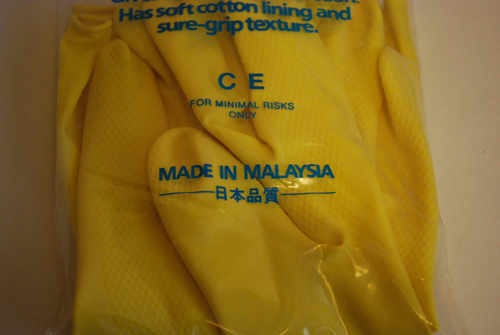 Has soft cotton lining and
sure-grip texture.
C E
FOR MINIMAL RISKS
ONLY
MADE IN MALAYSIA
日本品質